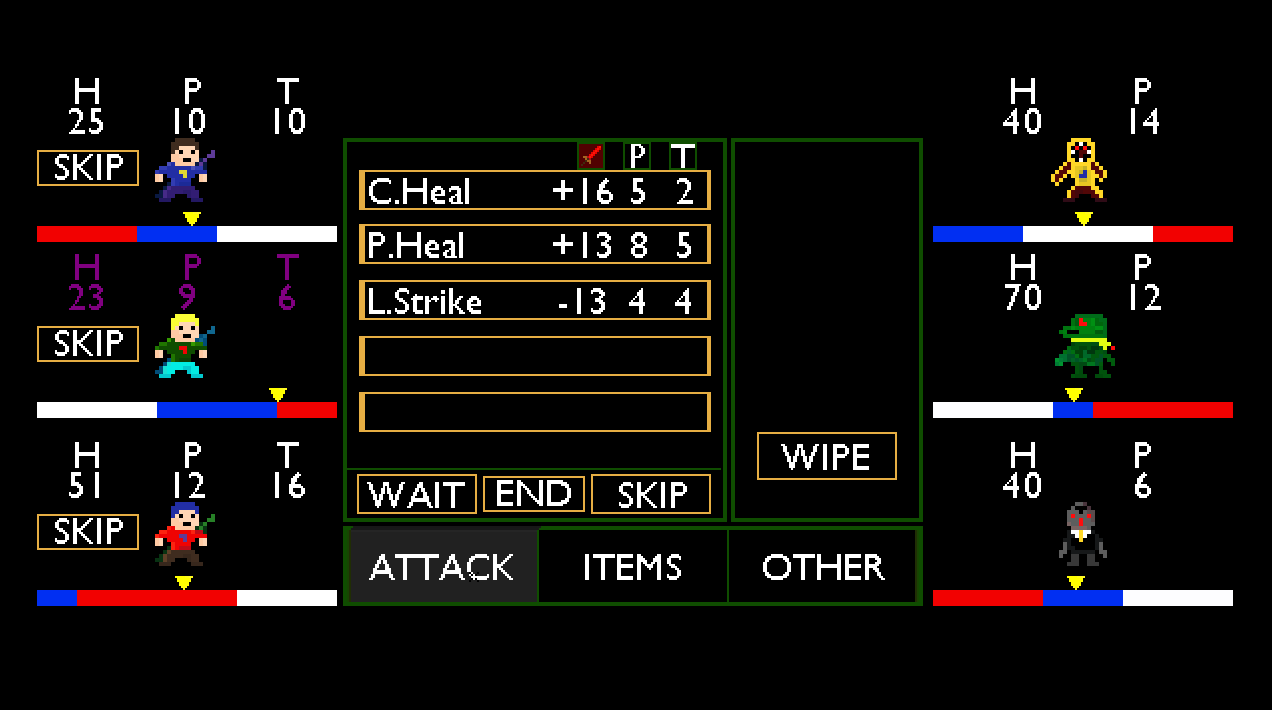 H P T
25 10 10
SKIP
H P T
23 9 6
SKIP
H P T
51 12 16
SKIP
P T
C.Heal +16 5 2
P.Heal +13 8 5
L.Strike -13 4 4
WAIT END SKIP
WIPE
ATTACK ITEMS OTHER
H P
40 14
H P
70 12
H P
40 6